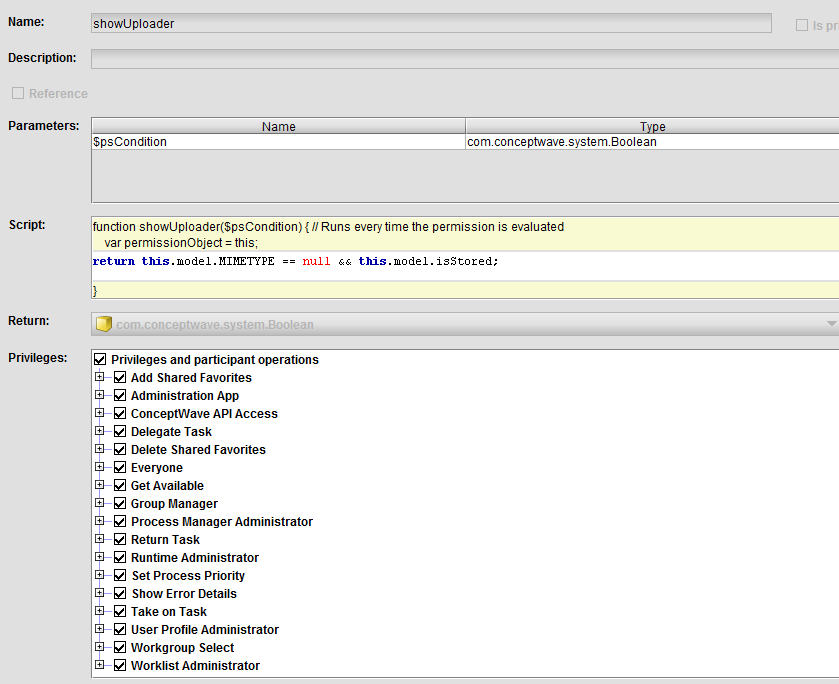 Name: showUploader Is pr
Description:
Reference
Parameters: Name Type
$psCondition com.conceptwave.system.Boolean
Script: function showUploader($psCondition) { // Runs every time the permission is evaluated
var permissionObject = this;
return this.model.MIMETYPE == null && this.model.isStored;
}
Return: com.conceptwave.system.Boolean
Privileges: Privileges and participant operations
Add Shared Favorites
Administration App
ConceptWave API Access
Delegate Task
Delete Shared Favorites
Everyone
Get Available
Group Manager
Process Manager Administrator
Return Task
Runtime Administrator
Set Process Priority
Show Error Details
Take on Task
User Profile Administrator
Workgroup Select
Worklist Administrator